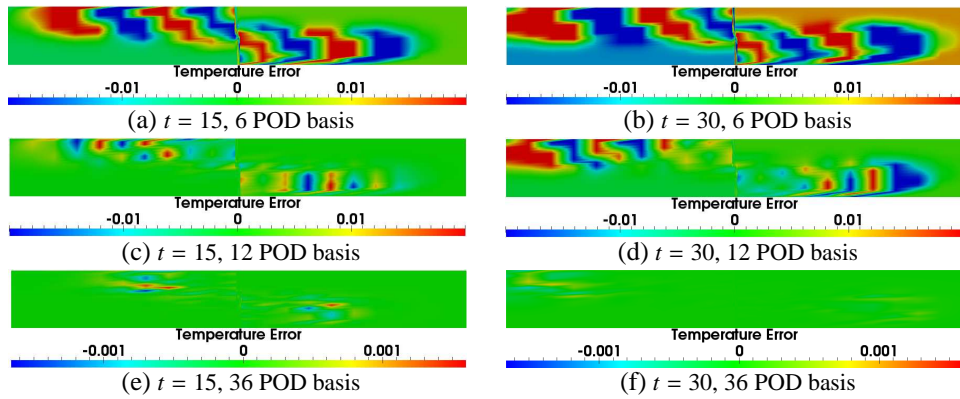 Temperature Error
-0.01 0 0.01
(a) t = 15, 6 POD basis
Temperature Error
-0.01 0 0.01
(b) t = 30, 6 POD basis
Temperature Error
-0.01 0 0.01
(c) t = 15, 12 POD basis
Temperature Error
-0.01 0 0.01
(d) t = 30, 12 POD basis
Temperature Error
-0.001 0 0.001
(e) t = 15, 36 POD basis
Temperature Error
-0.001 0 0.001
(f) t = 30, 36 POD basis